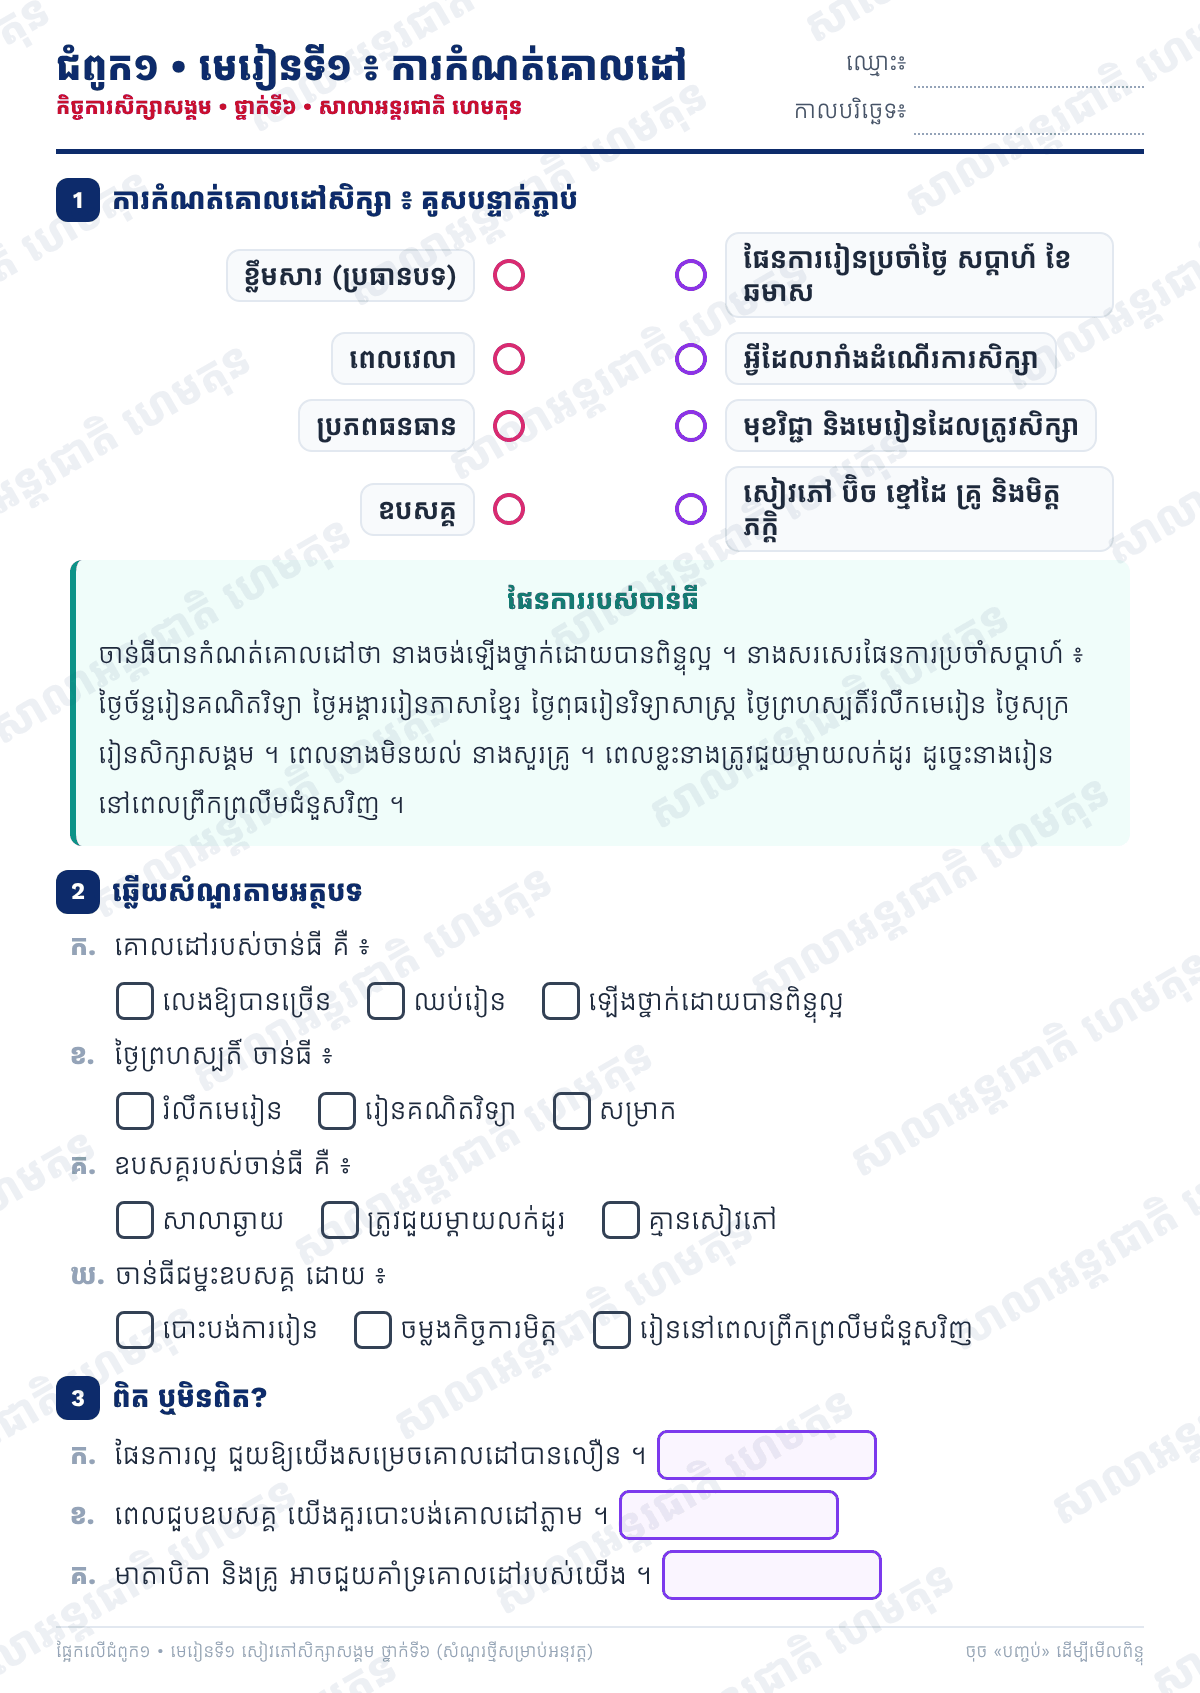 ជំពូក១ • មេរៀនទី១ ៖ ការកំណត់គោលដៅ
ឈ្មោះ៖
កិច្ចការសិក្សាសង្គម • ថ្នាក់ទី៦ • សាលាអន្តរជាតិ ហេមតុន
កាលបរិច្ឆេទ៖
1 ការកំណត់គោលដៅសិក្សា ៖ គូសបន្ទាត់ភ្ជាប់
ខ្លឹមសារ (ប្រធានបទ)
ផែនការរៀនប្រចាំថ្ងៃ សប្តាហ៍ ខែ
ឆមាស
ពេលវេលា
អ្វីដែលរារាំងដំណើរការសិក្សា
ប្រភពធនធាន
មុខវិជ្ជា និងមេរៀនដែលត្រូវសិក្សា
ឧបសគ្គ
សៀវភៅ ប៊ិច ខ្មៅដៃ គ្រូ និងមិត្ត
ភក្តិ
ផែនការរបស់ចាន់ធី
ចាន់ធីបានកំណត់គោលដៅថា នាងចង់ឡើងថ្នាក់ដោយបានពិន្ទុល្អ ។ នាងសរសេរផែនការប្រចាំសប្តាហ៍ ៖
ថ្ងៃច័ន្ទរៀនគណិតវិទ្យា ថ្ងៃអង្គាររៀនភាសាខ្មែរ ថ្ងៃពុធរៀនវិទ្យាសាស្ត្រ ថ្ងៃព្រហស្បតិ៍រំលឹកមេរៀន ថ្ងៃសុក្រ
រៀនសិក្សាសង្គម ។ ពេលនាងមិនយល់ នាងសួរគ្រូ ។ ពេលខ្លះនាងត្រូវជួយម្តាយលក់ដូរ ដូច្នេះនាងរៀន
នៅពេលព្រឹកព្រលឹមជំនួសវិញ ។
2 ឆ្លើយសំណួរតាមអត្ថបទ
ក. គោលដៅរបស់ចាន់ធី គឺ ៖
លេងឱ្យបានច្រើន ឈប់រៀន ឡើងថ្នាក់ដោយបានពិន្ទុល្អ
ខ. ថ្ងៃព្រហស្បតិ៍ ចាន់ធី ៖
រំលឹកមេរៀន រៀនគណិតវិទ្យា សម្រាក
គ. ឧបសគ្គរបស់ចាន់ធី គឺ ៖
សាលាឆ្ងាយ ត្រូវជួយម្តាយលក់ដូរ គ្មានសៀវភៅ
ឃ. ចាន់ធីជម្នះឧបសគ្គ ដោយ ៖
បោះបង់ការរៀន ចម្លងកិច្ចការមិត្ត រៀននៅពេលព្រឹកព្រលឹមជំនួសវិញ
3 ពិត ឬមិនពិត?
ក. ផែនការល្អ ជួយឱ្យយើងសម្រេចគោលដៅបានលឿន ។
ខ. ពេលជួបឧបសគ្គ យើងគួរបោះបង់គោលដៅភ្លាម ។
គ. មាតាបិតា និងគ្រូ អាចជួយគាំទ្រគោលដៅរបស់យើង ។
ផ្អែកលើជំពូក១ • មេរៀនទី១ សៀវភៅសិក្សាសង្គម ថ្នាក់ទី៦ (សំណួរថ្មីសម្រាប់អនុវត្ត)
ចុច «បញ្ចប់» ដើម្បីមើលពិន្ទុ